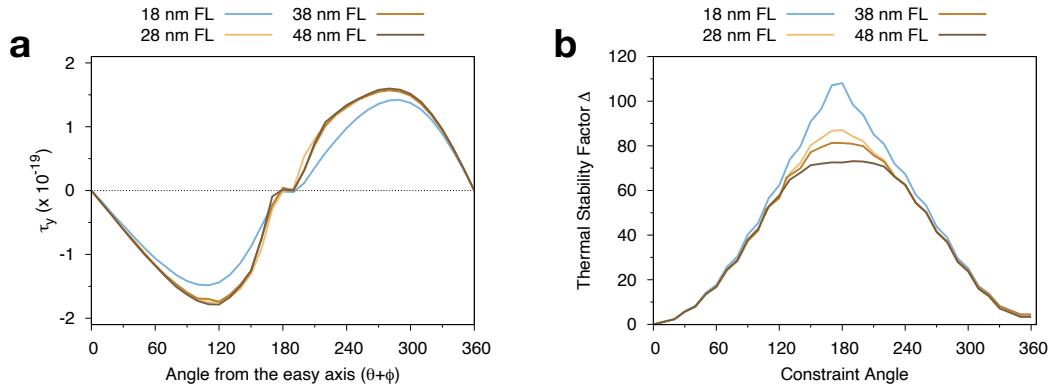 a
18 nm FL
28 nm FL
38 nm FL
48 nm FL
τy (x 10-19)
2
1
0
-1
-2
0 60 120 180 240 300 360
Angle from the easy axis (θ+ϕ)
b
18 nm FL
28 nm FL
38 nm FL
48 nm FL
Thermal Stability Factor Δ
120
100
80
60
40
20
0
0 60 120 180 240 300 360
Constraint Angle